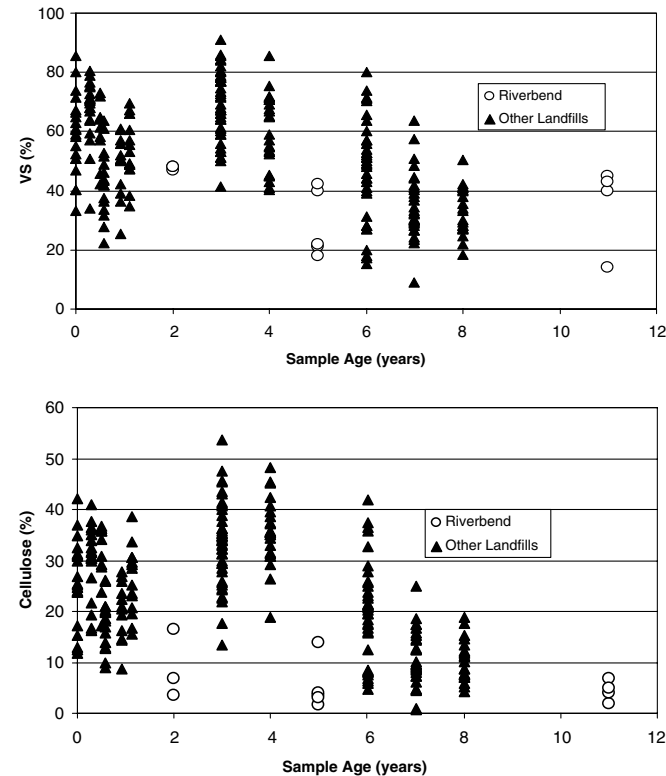 100
80
60
40
20
0
VS (%)
Riverbend
Other Landfills
0 2 4 6 8 10 12
Sample Age (years)
60
50
40
30
20
10
0
Cellulose (%)
Riverbend
Other Landfills
0 2 4 6 8 10 12
Sample Age (years)